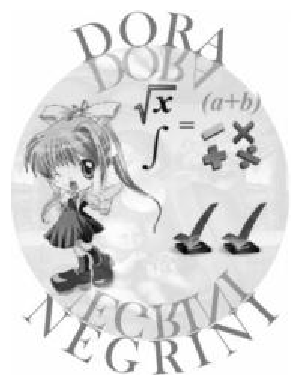 DORA
√x (a+b)
∫ = − ×
+ ×
NEGRINI